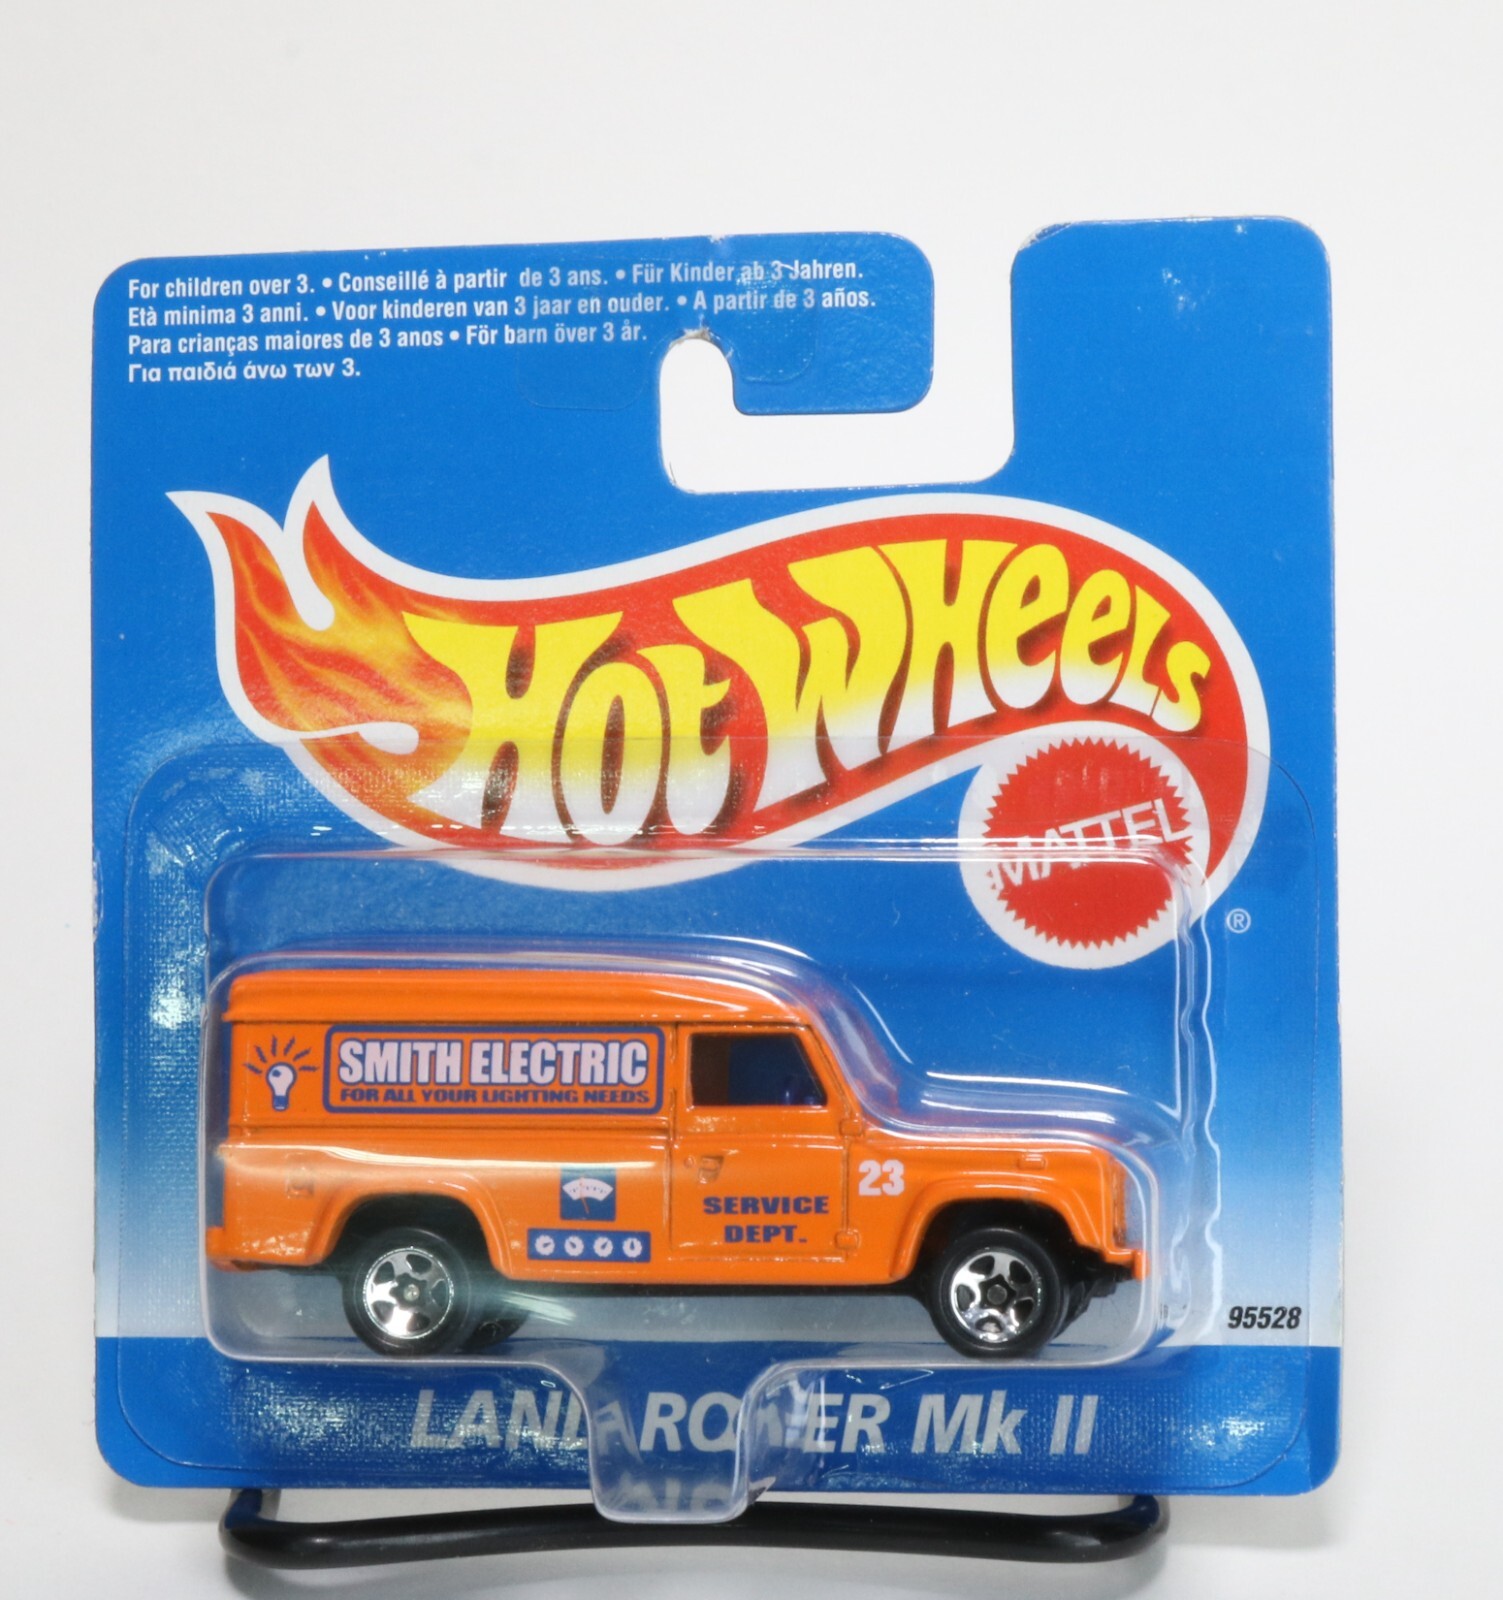 For children over 3. • Conseillé à partir de 3 ans. • Für Kinder ab 3 Jahren.
Età minima 3 anni. • Voor kinderen van 3 jaar en ouder. • A partir de 3 años.
Para crianças maiores de 3 anos • För barn över 3 år.
Για παιδιά άνω των 3.
HOT WHEELS
MATTEL
®
SMITH ELECTRIC
FOR ALL YOUR LIGHTING NEEDS
23
SERVICE
DEPT.
95528
LAND ROVER Mk II